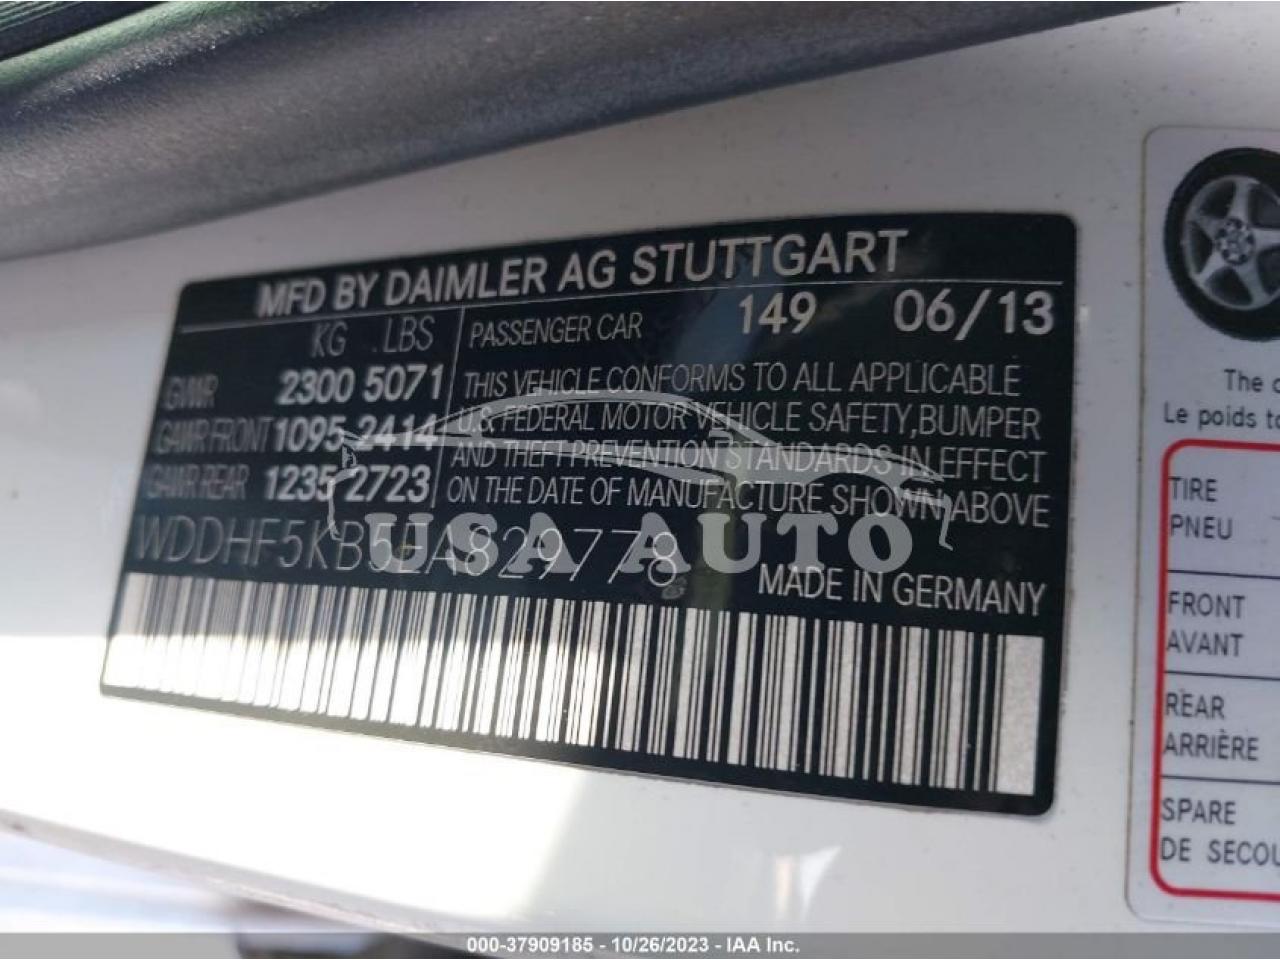 MFD BY DAIMLER AG STUTTGART
KG LBS
PASSENGER CAR 149 06/13
GVWR 2300 5071
GAWR FRONT 1095 2414
GAWR REAR 1235 2723
THIS VEHICLE CONFORMS TO ALL APPLICABLE
U.S. FEDERAL MOTOR VEHICLE SAFETY, BUMPER
AND THEFT PREVENTION STANDARDS IN EFFECT
ON THE DATE OF MANUFACTURE SHOWN ABOVE
WDDHF5KB5EA829778
MADE IN GERMANY
USA AUTO
The
Le poids
TIRE
PNEU
FRONT
AVANT
REAR
ARRIÈRE
SPARE
DE
000-37909185 - 10/26/2023 - IAA Inc.